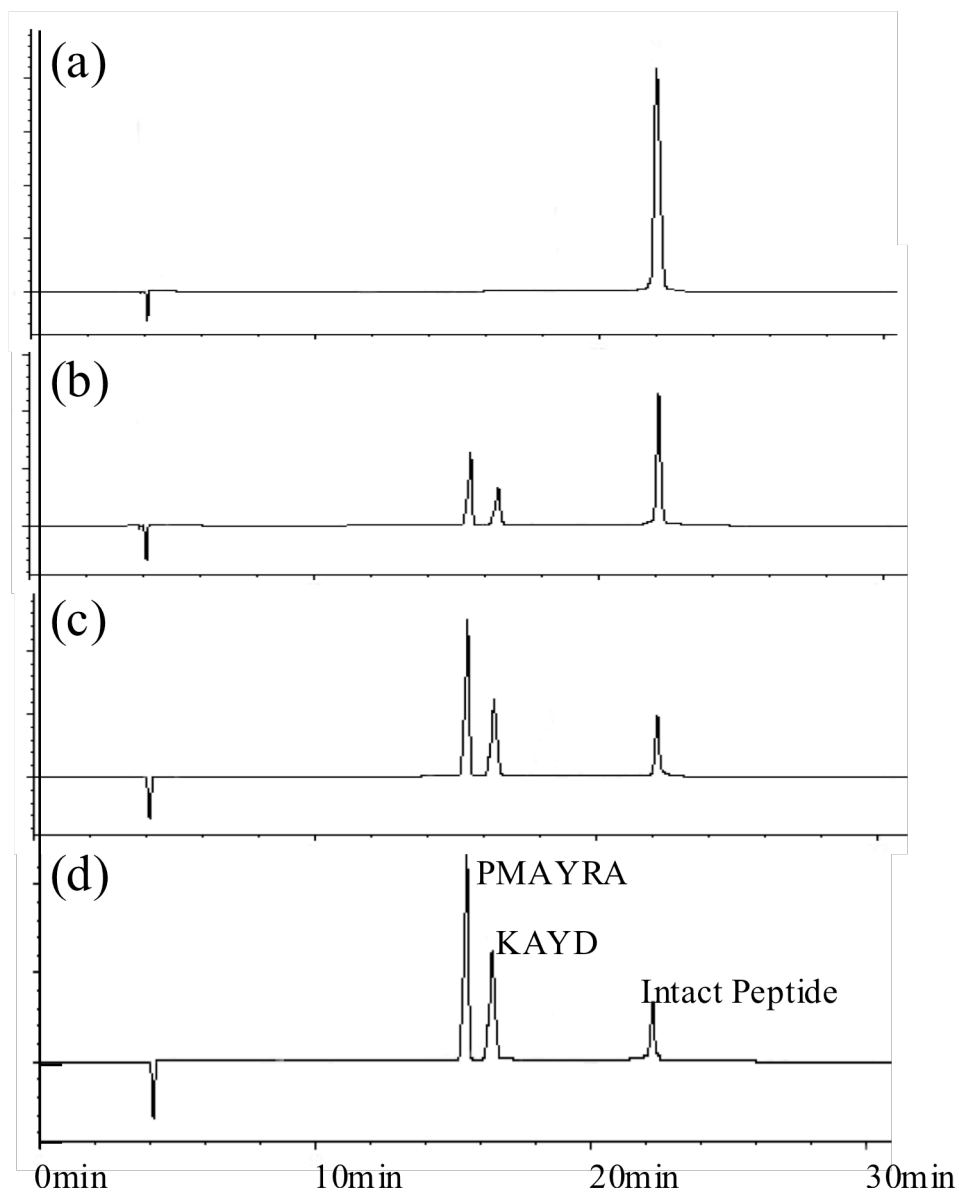 (a)
(b)
(c)
(d)
PMAYRA
KAYD
Intact Peptide
0min 10min 20min 30min